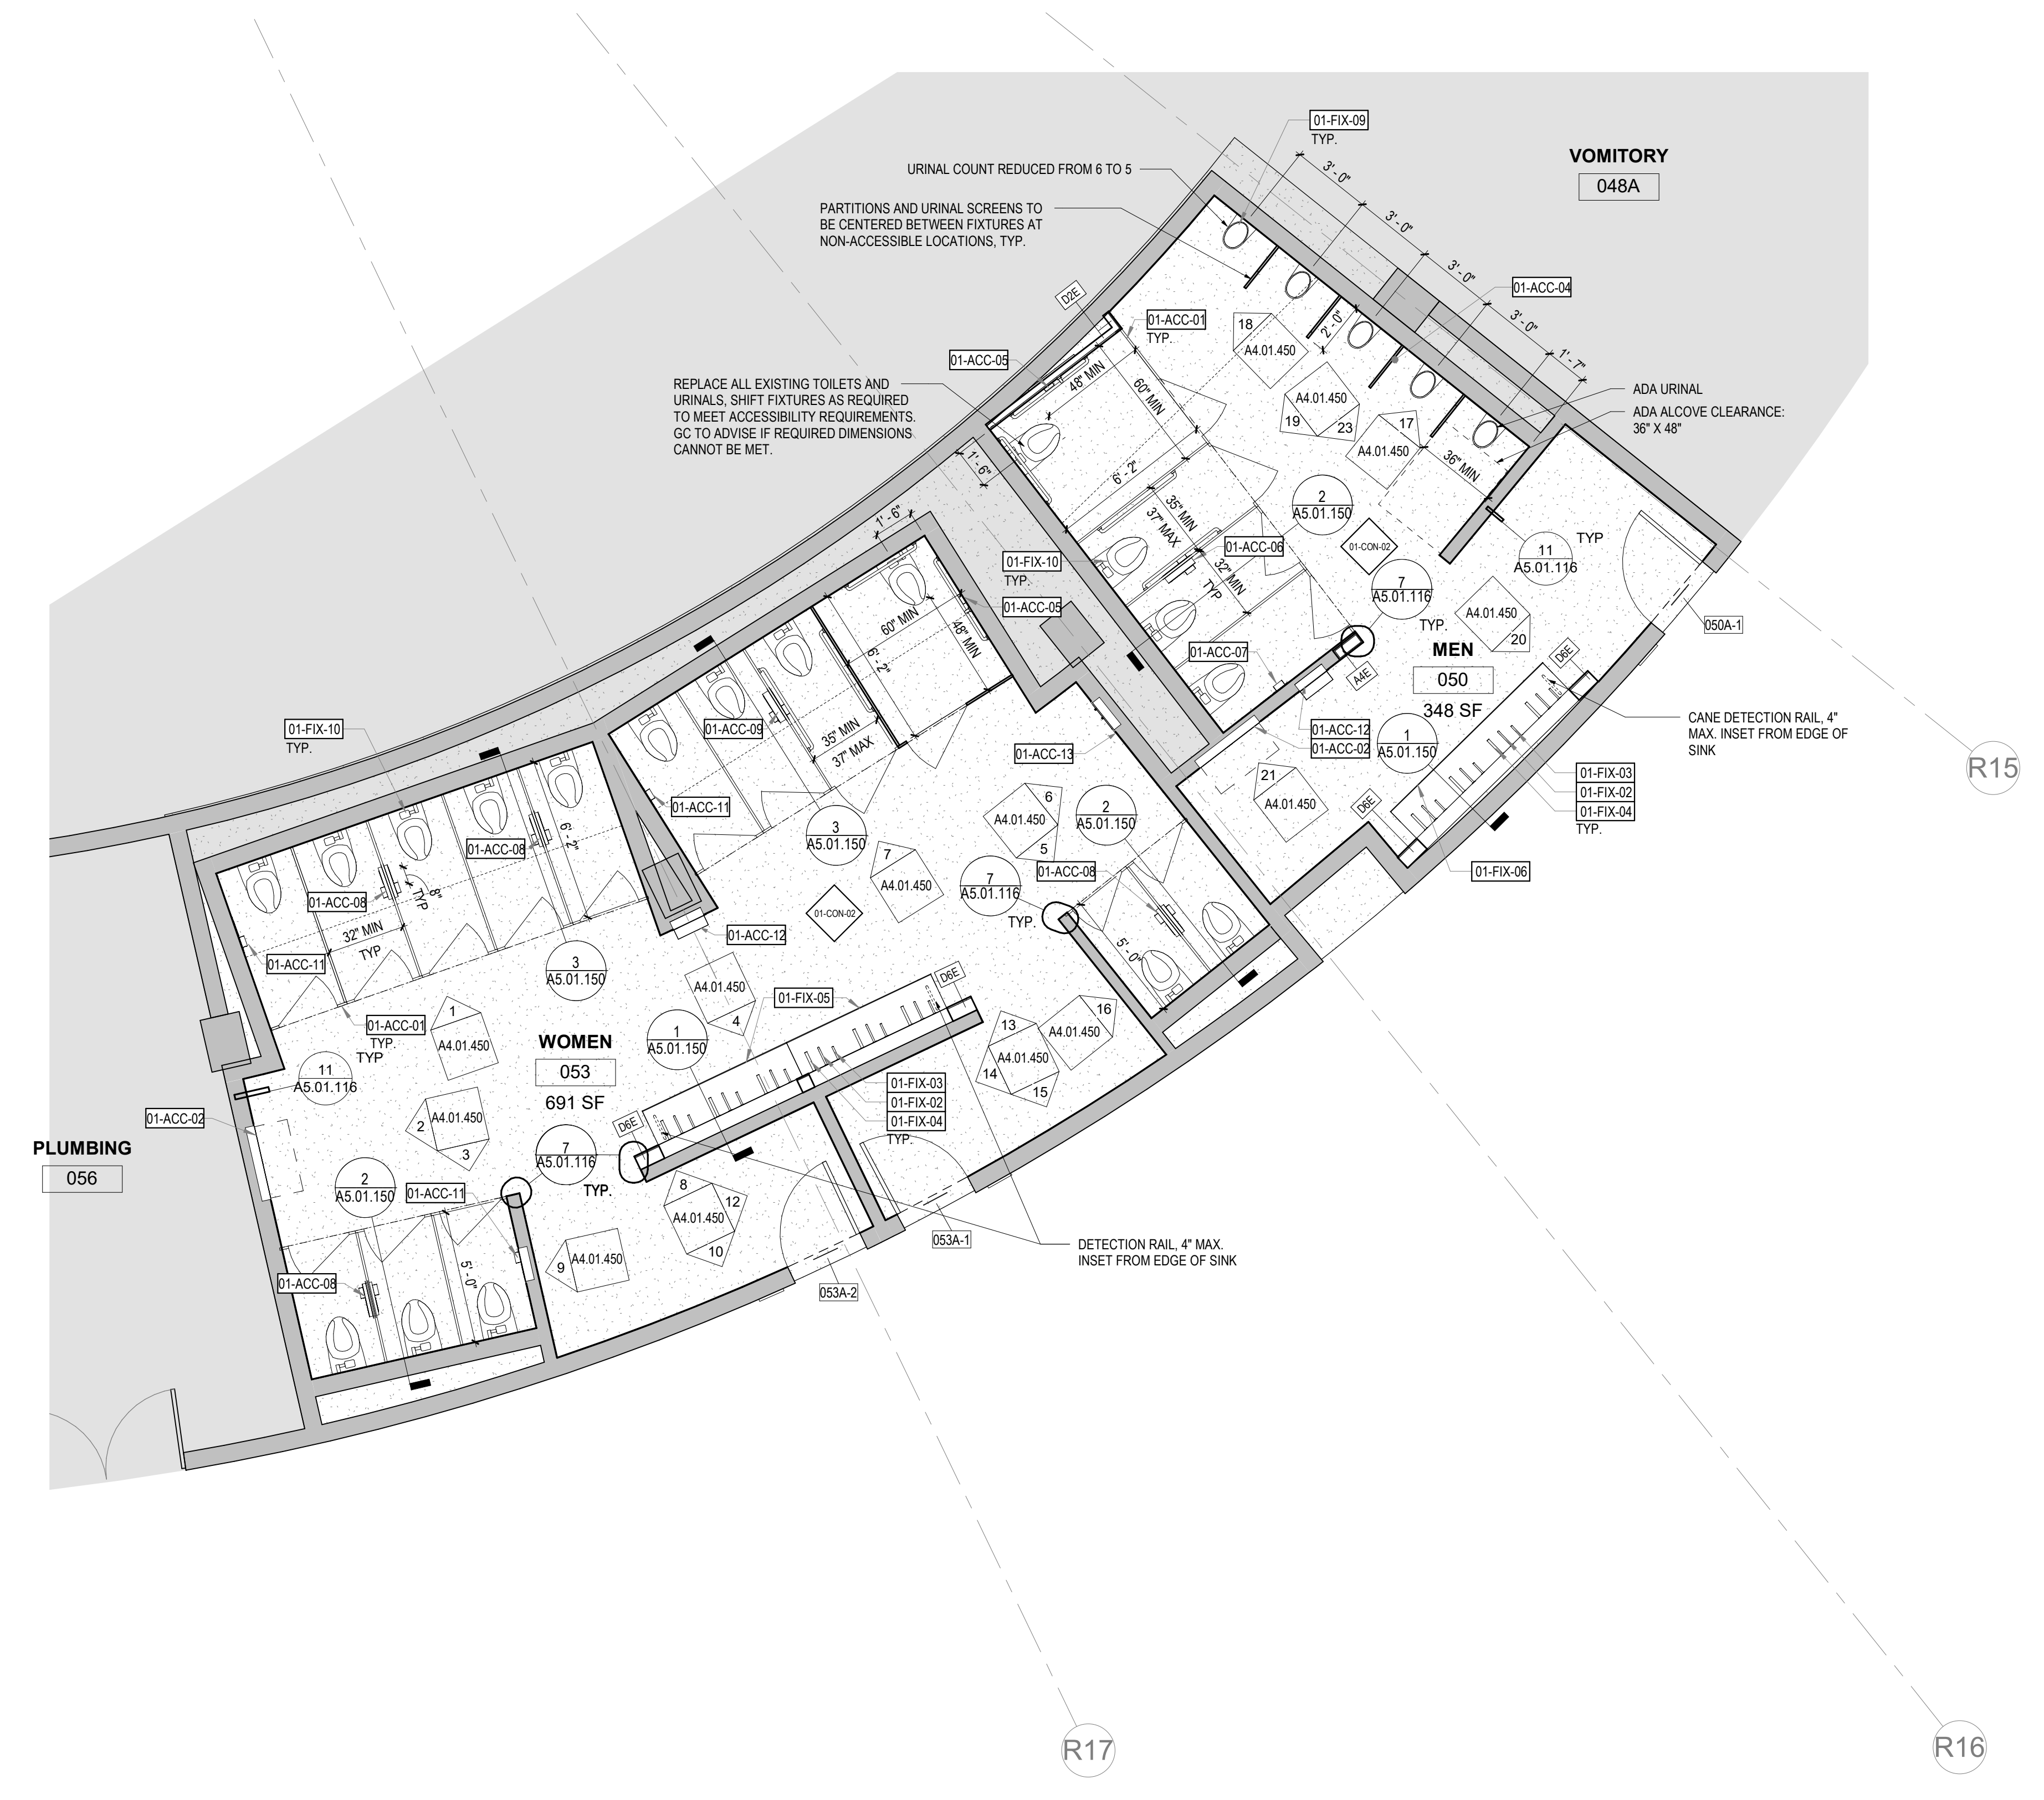 01-FIX-09
TYP.
VOMITORY
048A
URINAL COUNT REDUCED FROM 6 TO 5
3' - 0"
PARTITIONS AND URINAL SCREENS TO
BE CENTERED BETWEEN FIXTURES AT
NON-ACCESSIBLE LOCATIONS, TYP.
3' - 0"
3' - 0"
01-ACC-04
D2E
3' - 0"
01-ACC-01
TYP.
18
A4.01.450
2' - 0"
1' - 7"
01-ACC-05
48" MIN
60" MIN
REPLACE ALL EXISTING TOILETS AND
URINALS, SHIFT FIXTURES AS REQUIRED
TO MEET ACCESSIBILITY REQUIREMENTS.
GC TO ADVISE IF REQUIRED DIMENSIONS
CANNOT BE MET.
ADA URINAL
ADA ALCOVE CLEARANCE:
36" X 48"
A4.01.450
19
23
17
A4.01.450
36" MIN
1' - 6"
6' - 2"
2
A5.01.150
35" MIN
37" MAX
1' - 6"
01-ACC-06
01-CON-02
11
A5.01.116
TYP
01-FIX-10
TYP.
32" MIN
TYP
7
A5.01.116
TYP.
01-ACC-05
60" MIN
48" MIN
6' - 2"
A4.01.450
20
050A-1
01-ACC-07
MEN
050
348 SF
D6E
A4E
01-ACC-09
35" MIN
37" MAX
01-FIX-10
TYP.
01-ACC-12
01-ACC-02
1
A5.01.150
CANE DETECTION RAIL, 4"
MAX. INSET FROM EDGE OF
SINK
01-ACC-13
21
A4.01.450
01-FIX-03
01-FIX-02
01-FIX-04
TYP.
D6E
01-ACC-11
6
A4.01.450
5
2
A5.01.150
3
A5.01.150
01-ACC-08
6' - 2"
7
A4.01.450
7
A5.01.116
TYP.
01-ACC-08
01-FIX-06
01-ACC-08
8"
TYP
01-CON-02
32" MIN
TYP
01-ACC-12
5' - 0"
01-ACC-11
3
A5.01.150
D6E
A4.01.450
4
01-FIX-05
01-ACC-01
TYP.
1
A4.01.450
13
A4.01.450
14
15
16
A4.01.450
WOMEN
053
691 SF
1
A5.01.150
TYP
11
A5.01.116
01-FIX-03
01-FIX-02
01-FIX-04
TYP.
01-ACC-02
A4.01.450
2
3
D6E
PLUMBING
056
7
A5.01.116
TYP.
2
A5.01.150
01-ACC-11
8
12
A4.01.450
10
053A-1
DETECTION RAIL, 4" MAX.
INSET FROM EDGE OF SINK
A4.01.450
9
5' - 0"
01-ACC-08
053A-2
R15
R17
R16